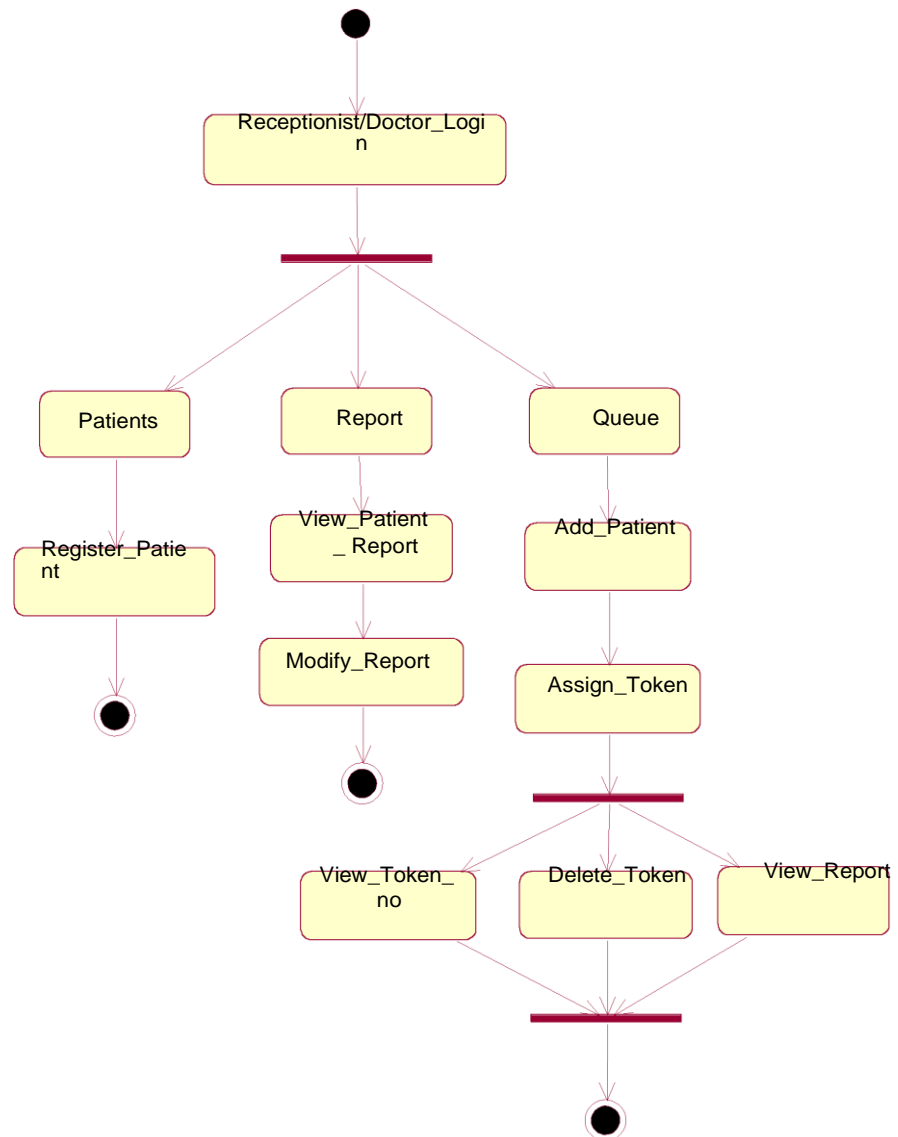 Receptionist/Doctor_Logi
n
Patients
Report
Queue
View_Patient
_ Report
Add_Patient
Register_Patie
nt
Modify_Report
Assign_Token
View_Token_
no
Delete_Token
View_Report